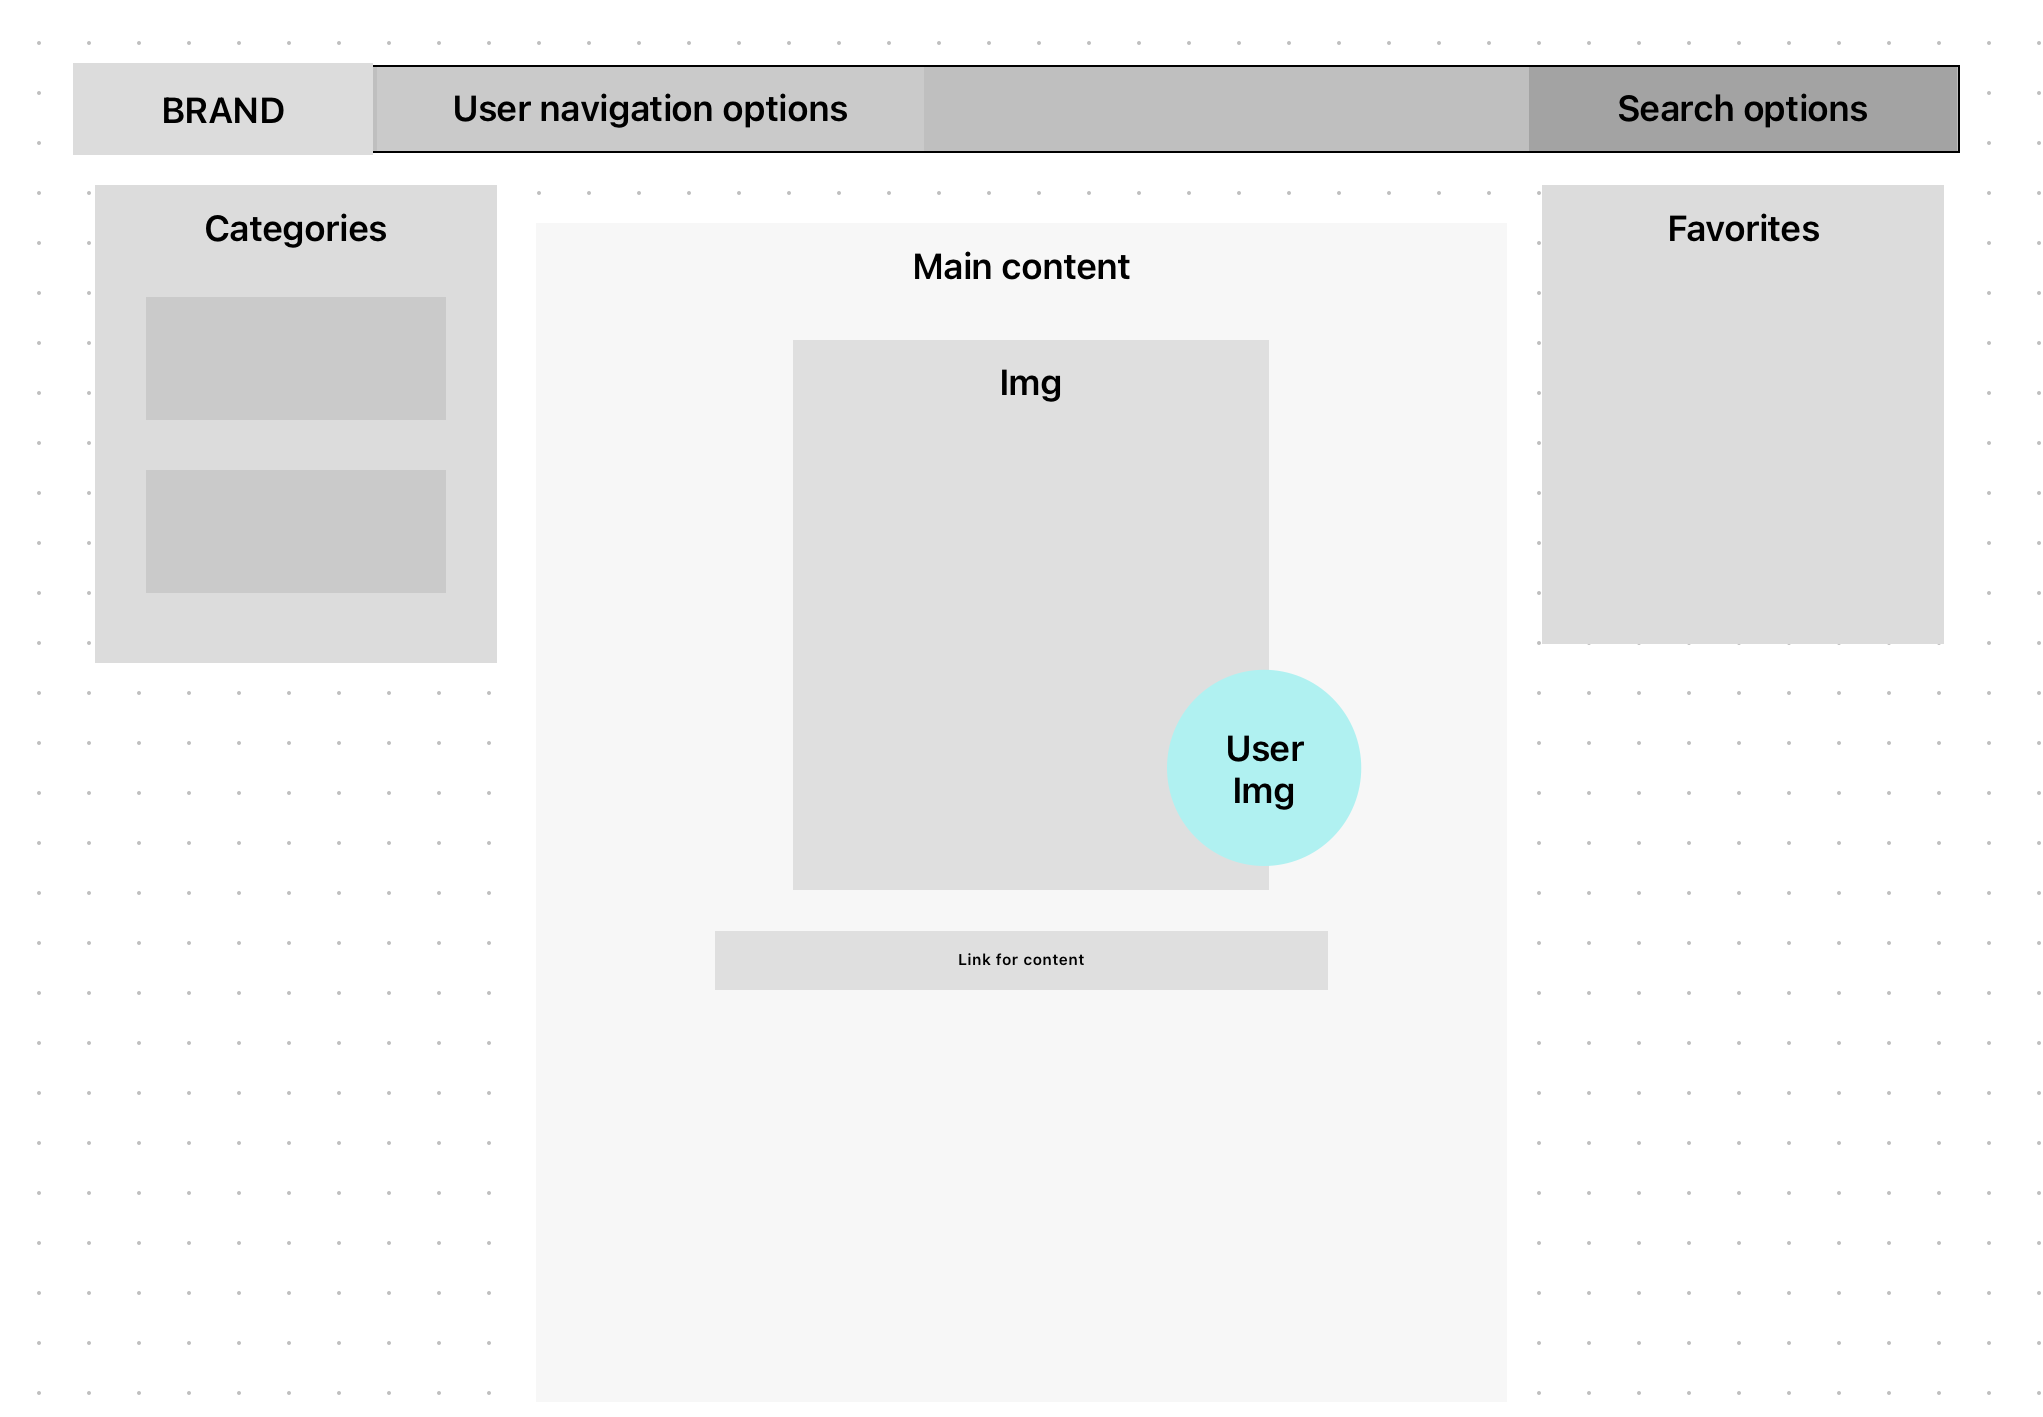 BRAND
User navigation options
Search options
Categories
Main content
Favorites
Img
User
Img
Link for content